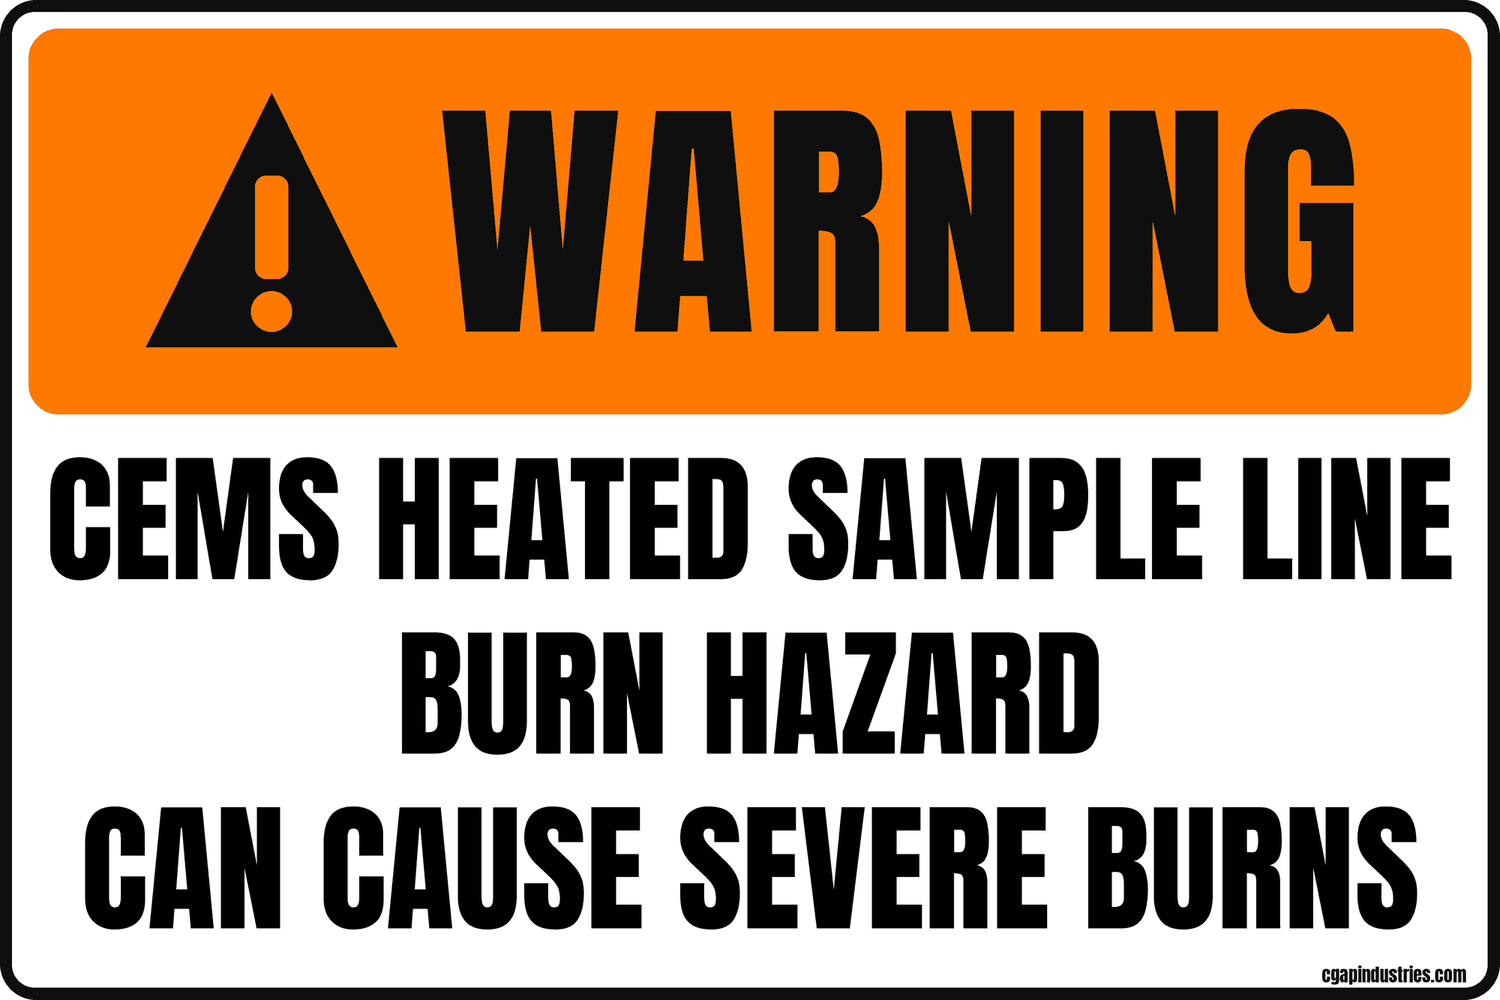 WARNING
CEMS HEATED SAMPLE LINE
BURN HAZARD
CAN CAUSE SEVERE BURNS
cgapindustries.com